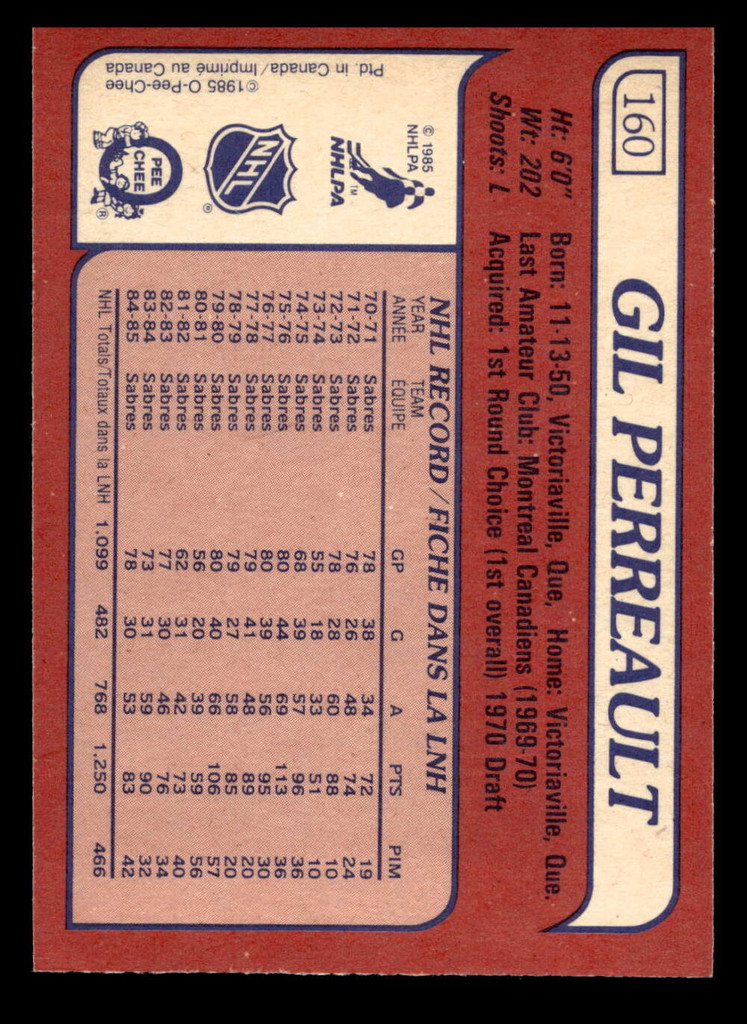 160
GIL PERREAULT
Ht: 6'0" Born: 11-13-50, Victoriaville, Que, Home: Victoriaville, Que.
Wt: 202 Last Amateur Club: Montreal Canadiens (1969-70)
Shoots: L Acquired: 1st Round Choice (1st overall) 1970 Draft
© 1985
NHLPA
NHLPA
™
NHL
®
PEE
CHEE
®
©1985 O-Pee-Chee
Ptd. in Canada/Imprimé au Canada
NHL RECORD/FICHE DANS LA LNH
YEAR TEAM GP G A PTS PIM
ANNÉE ÉQUIPE
70-71 Sabres 78 38 34 72 19
71-72 Sabres 76 26 48 74 24
72-73 Sabres 78 28 60 88 10
73-74 Sabres 55 18 33 51 10
74-75 Sabres 68 39 57 96 36
75-76 Sabres 80 44 69 113 36
76-77 Sabres 80 39 56 95 30
77-78 Sabres 79 41 48 89 20
78-79 Sabres 79 27 58 85 20
79-80 Sabres 80 40 66 106 57
80-81 Sabres 56 20 39 59 56
81-82 Sabres 62 31 42 73 40
82-83 Sabres 77 30 46 76 34
83-84 Sabres 73 31 59 90 32
84-85 Sabres 78 30 53 83 42
NHL Totals/Totaux dans la LNH 1.099 482 768 1.250 466